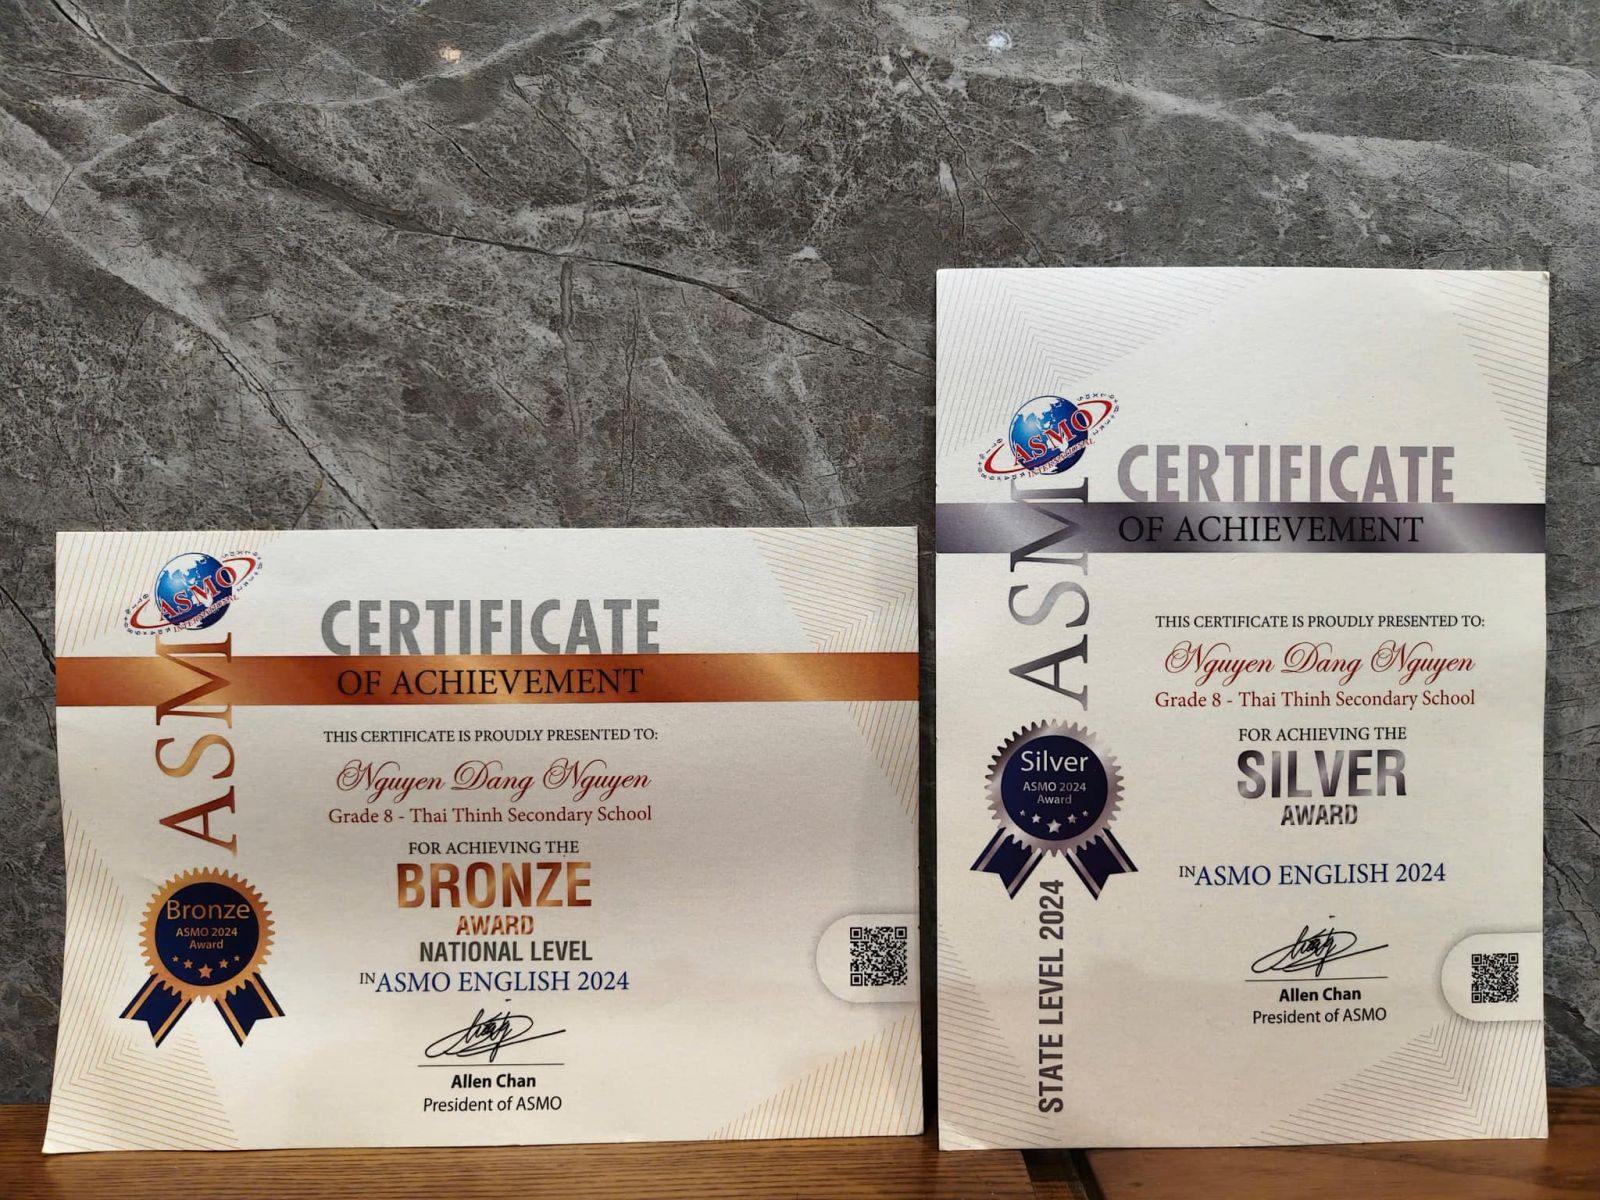 ASMO
INTERNATIONAL
ASMO
CERTIFICATE
OF ACHIEVEMENT
THIS CERTIFICATE IS PROUDLY PRESENTED TO:
Nguyen Dang Nguyen
Grade 8 - Thai Thinh Secondary School
FOR ACHIEVING THE
BRONZE
AWARD
NATIONAL LEVEL
IN ASMO ENGLISH 2024
Bronze
ASMO 2024
Award
Allen Chan
President of ASMO
ASMO
INTERNATIONAL
ASMO
CERTIFICATE
OF ACHIEVEMENT
THIS CERTIFICATE IS PROUDLY PRESENTED TO:
Nguyen Dang Nguyen
Grade 8 - Thai Thinh Secondary School
FOR ACHIEVING THE
SILVER
AWARD
IN ASMO ENGLISH 2024
Silver
ASMO 2024
Award
STATE LEVEL 2024
Allen Chan
President of ASMO